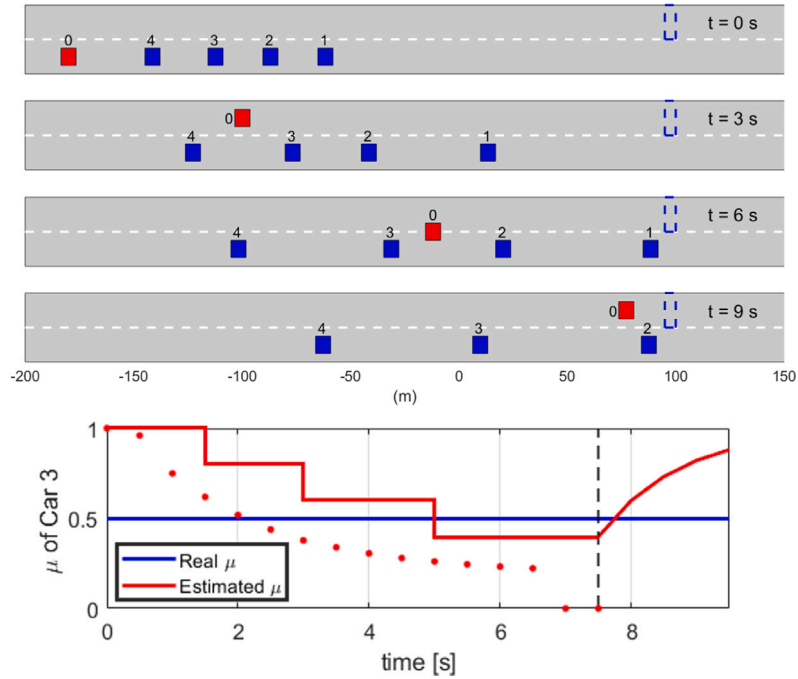 0 4 3 2 1 t = 0 s
0 4 3 2 1 t = 3 s
4 3 0 2 1 t = 6 s
4 3 0 2 t = 9 s
-200 -150 -100 -50 0 50 100 150
(m)
1
0.5
0
μ of Car 3
Real μ
Estimated μ
0 2 4 6 8
time [s]